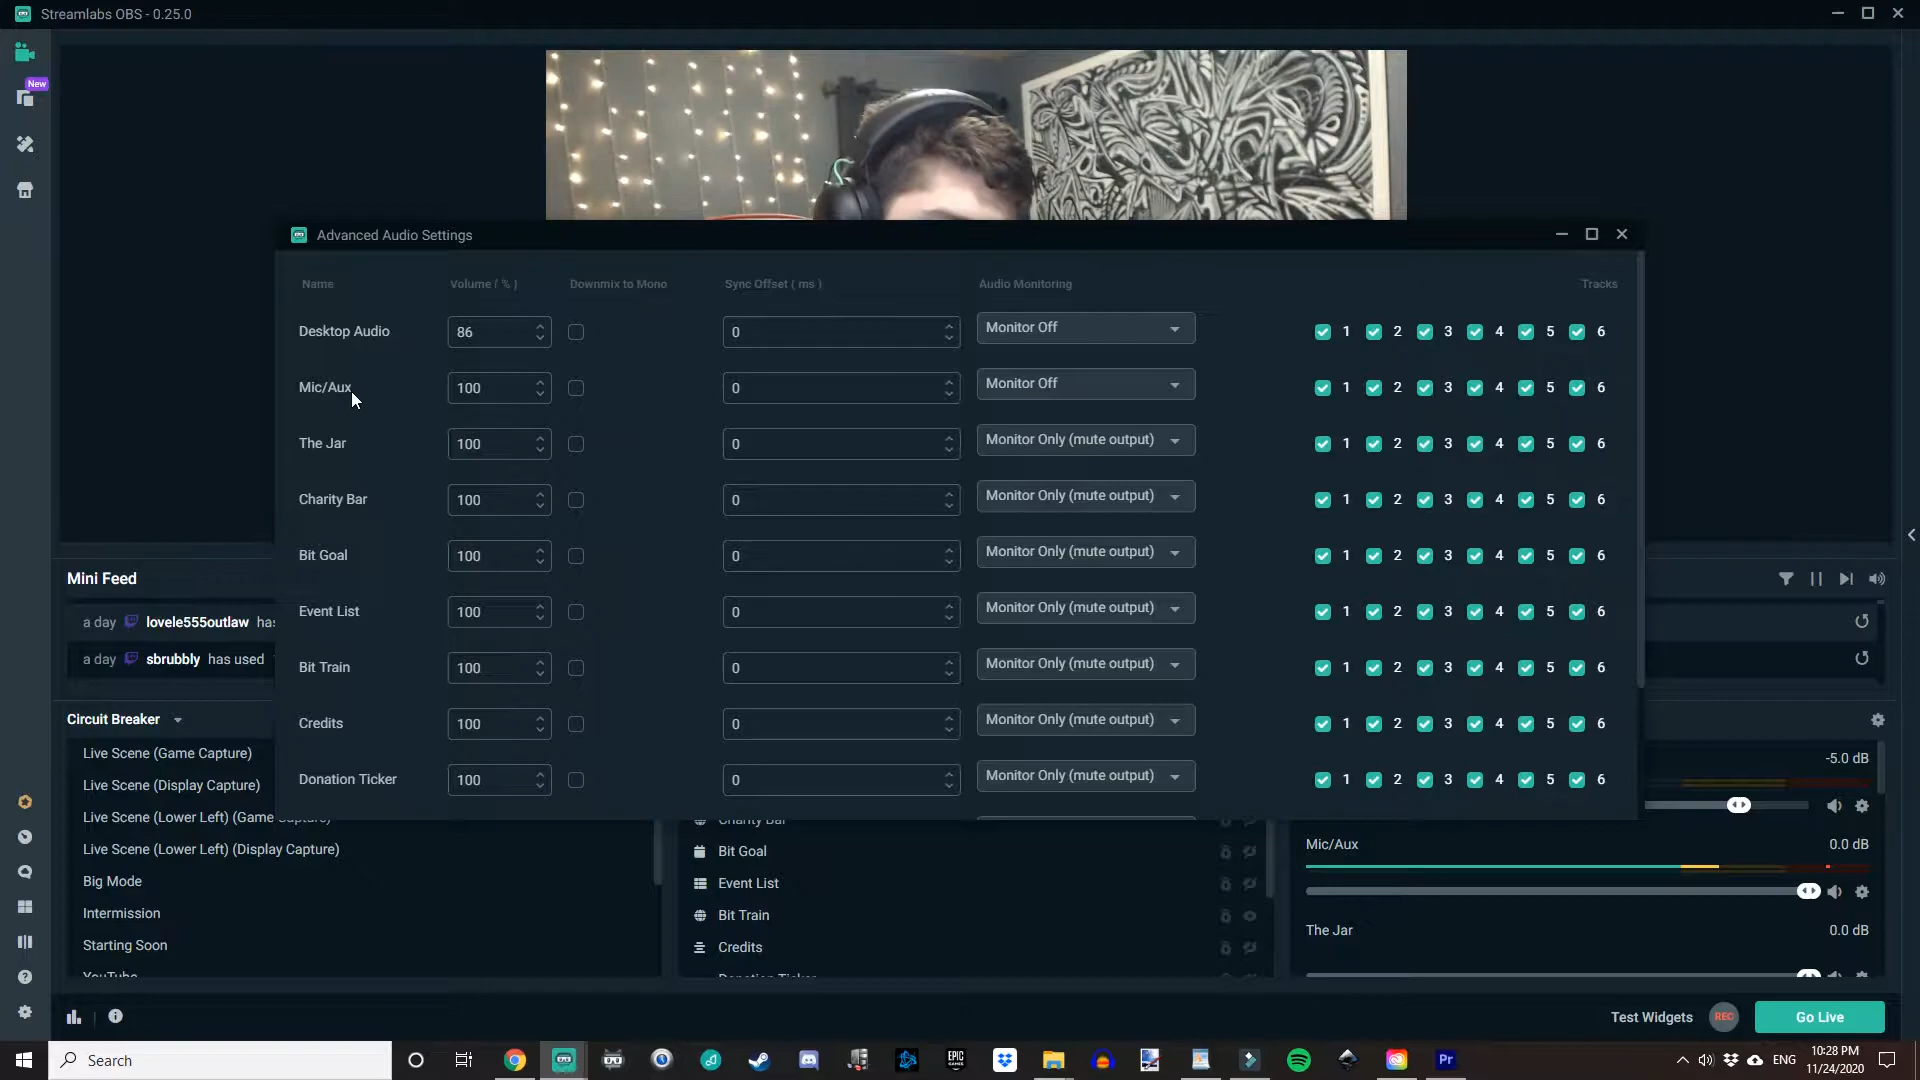 Streamlabs OBS - 0.25.0
New
Advanced Audio Settings
Name Volume ( % ) Downmix to Mono Sync Offset ( ms ) Audio Monitoring Tracks
Desktop Audio 86 0 Monitor Off 1 2 3 4 5 6
Mic/Aux 100 0 Monitor Off 1 2 3 4 5 6
The Jar 100 0 Monitor Only (mute output) 1 2 3 4 5 6
Charity Bar 100 0 Monitor Only (mute output) 1 2 3 4 5 6
Bit Goal 100 0 Monitor Only (mute output) 1 2 3 4 5 6
Event List 100 0 Monitor Only (mute output) 1 2 3 4 5 6
Bit Train 100 0 Monitor Only (mute output) 1 2 3 4 5 6
Credits 100 0 Monitor Only (mute output) 1 2 3 4 5 6
Donation Ticker 100 0 Monitor Only (mute output) 1 2 3 4 5 6
Mini Feed
a day lovele555outlaw has
a day sbrubbly has used
Circuit Breaker
Live Scene (Game Capture)
Live Scene (Display Capture)
Live Scene (Lower Left) (Game Capture)
Live Scene (Lower Left) (Display Capture)
Big Mode
Intermission
Starting Soon
YouTube
Charity Bar
Bit Goal
Event List
Bit Train
Credits
Donation Ticker
-5.0 dB
Mic/Aux 0.0 dB
The Jar 0.0 dB
Test Widgets REC Go Live
Search
EPIC GAMES
Pr
ENG
10:28 PM
11/24/2020